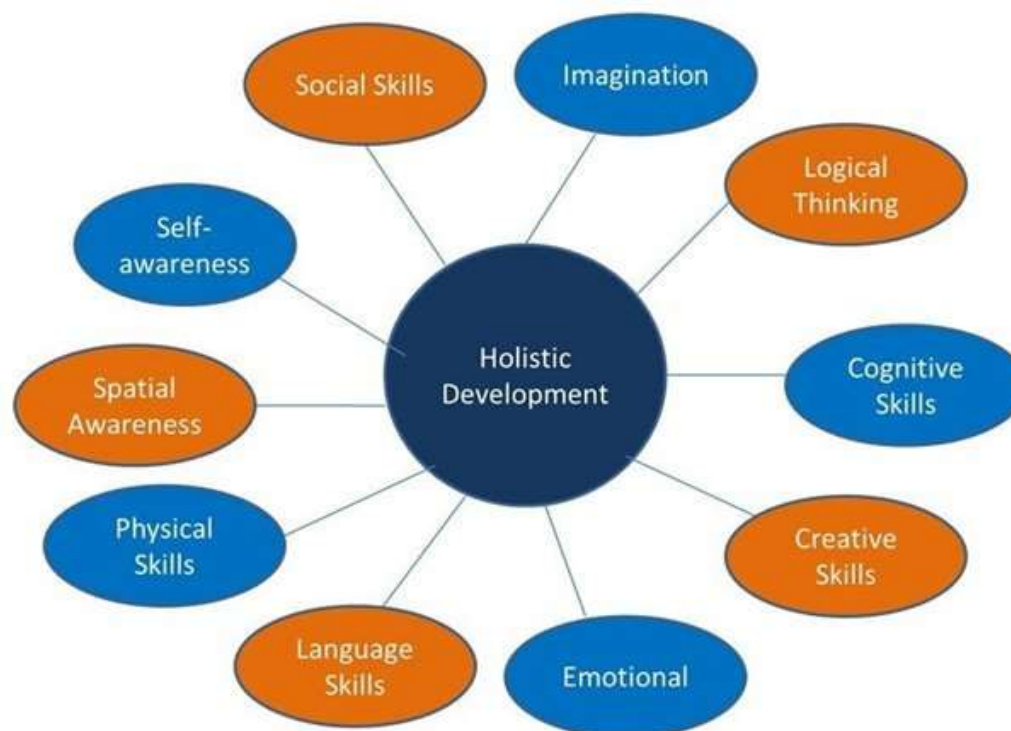 Social Skills
Imagination
Logical
Thinking
Self-
awareness
Holistic
Development
Cognitive
Skills
Spatial
Awareness
Physical
Skills
Creative
Skills
Language
Skills
Emotional